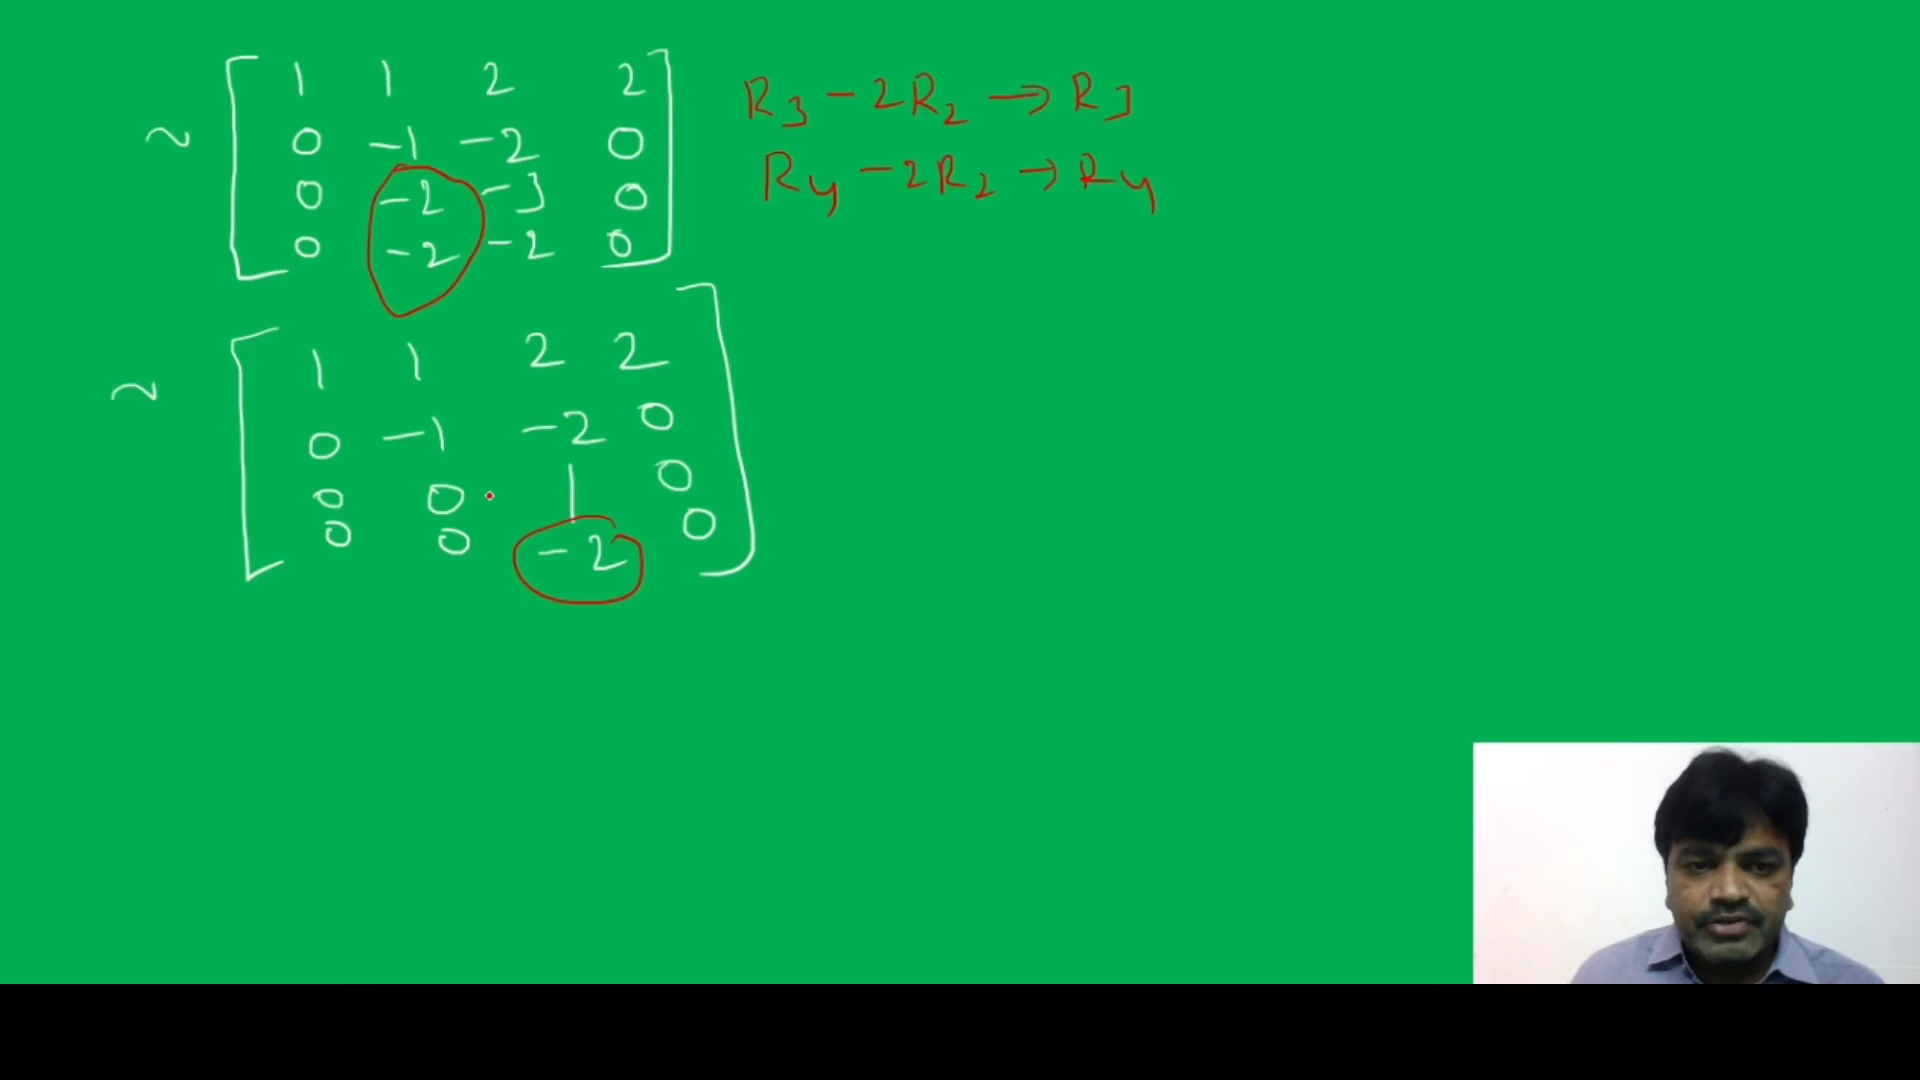 1 1 2 2 R3 - 2R2 → R3
~ 0 -1 -2 0 R4 - 2R2 → R4
0 -2 -3 0
0 -2 -2 0
1 1 2 2
~ 0 -1 -2 0
0 0 1 0
0 0 -2 0